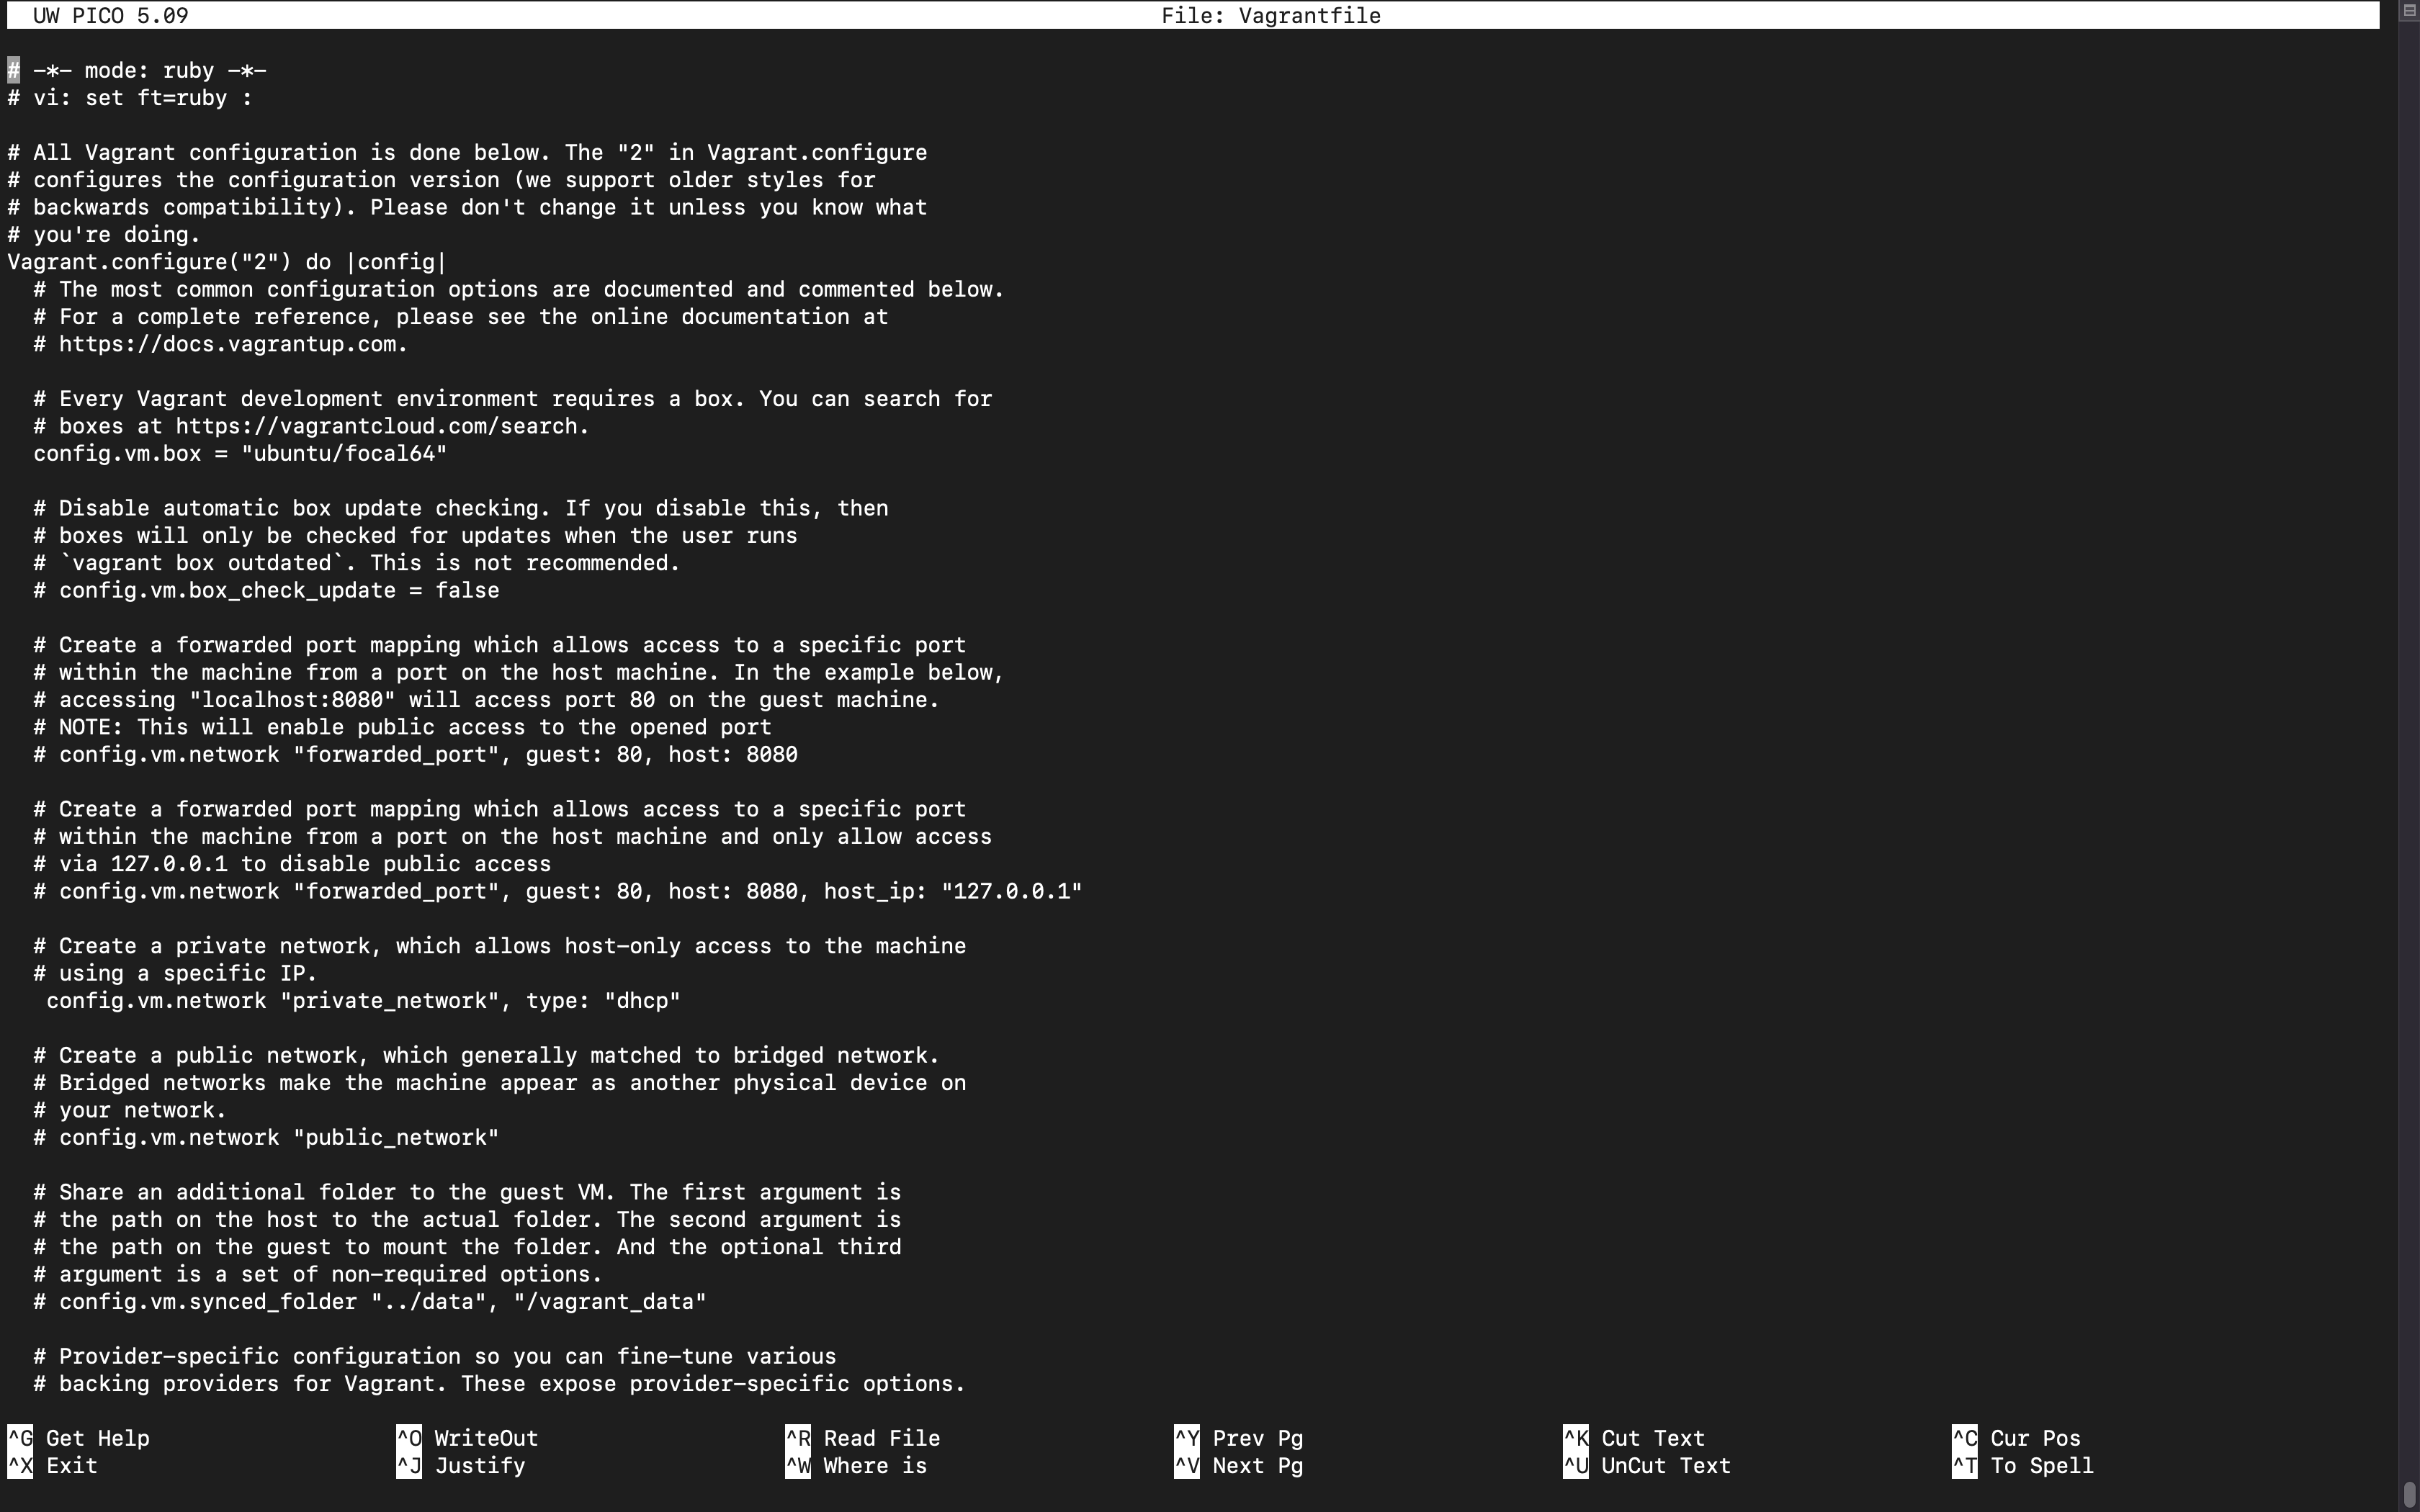 UW PICO 5.09 File: Vagrantfile
# -*- mode: ruby -*-
# vi: set ft=ruby :
# All Vagrant configuration is done below. The "2" in Vagrant.configure
# configures the configuration version (we support older styles for
# backwards compatibility). Please don't change it unless you know what
# you're doing.
Vagrant.configure("2") do |config|
  # The most common configuration options are documented and commented below.
  # For a complete reference, please see the online documentation at
  # https://docs.vagrantup.com.
  # Every Vagrant development environment requires a box. You can search for
  # boxes at https://vagrantcloud.com/search.
  config.vm.box = "ubuntu/focal64"
  # Disable automatic box update checking. If you disable this, then
  # boxes will only be checked for updates when the user runs
  # `vagrant box outdated`. This is not recommended.
  # config.vm.box_check_update = false
  # Create a forwarded port mapping which allows access to a specific port
  # within the machine from a port on the host machine. In the example below,
  # accessing "localhost:8080" will access port 80 on the guest machine.
  # NOTE: This will enable public access to the opened port
  # config.vm.network "forwarded_port", guest: 80, host: 8080
  # Create a forwarded port mapping which allows access to a specific port
  # within the machine from a port on the host machine and only allow access
  # via 127.0.0.1 to disable public access
  # config.vm.network "forwarded_port", guest: 80, host: 8080, host_ip: "127.0.0.1"
  # Create a private network, which allows host-only access to the machine
  # using a specific IP.
   config.vm.network "private_network", type: "dhcp"
  # Create a public network, which generally matched to bridged network.
  # Bridged networks make the machine appear as another physical device on
  # your network.
  # config.vm.network "public_network"
  # Share an additional folder to the guest VM. The first argument is
  # the path on the host to the actual folder. The second argument is
  # the path on the guest to mount the folder. And the optional third
  # argument is a set of non-required options.
  # config.vm.synced_folder "../data", "/vagrant_data"
  # Provider-specific configuration so you can fine-tune various
  # backing providers for Vagrant. These expose provider-specific options.
^G Get Help ^O WriteOut ^R Read File ^Y Prev Pg ^K Cut Text ^C Cur Pos
^X Exit ^J Justify ^W Where is ^V Next Pg ^U UnCut Text ^T To Spell